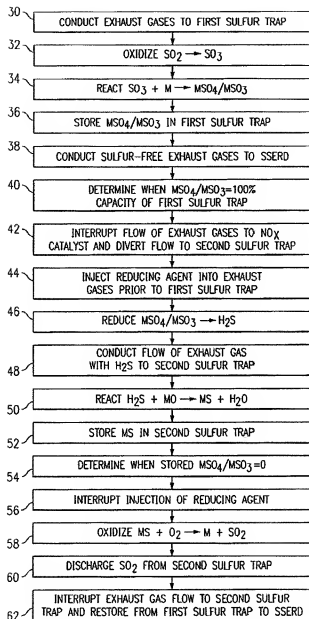 30
CONDUCT EXHAUST GASES TO FIRST SULFUR TRAP
32
OXIDIZE SO2 → SO3
34
REACT SO3 + M → MSO4/MSO3
36
STORE MSO4/MSO3 IN FIRST SULFUR TRAP
38
CONDUCT SULFUR-FREE EXHAUST GASES TO SSERD
40
DETERMINE WHEN MSO4/MSO3=100%
CAPACITY OF FIRST SULFUR TRAP
42
INTERRUPT FLOW OF EXHAUST GASES TO NOX
CATALYST AND DIVERT FLOW TO SECOND SULFUR TRAP
44
INJECT REDUCING AGENT INTO EXHAUST
GASES PRIOR TO FIRST SULFUR TRAP
46
REDUCE MSO4/MSO3 → H2S
48
CONDUCT FLOW OF EXHAUST GAS
WITH H2S TO SECOND SULFUR TRAP
50
REACT H2S + MO → MS + H2O
52
STORE MS IN SECOND SULFUR TRAP
54
DETERMINE WHEN STORED MSO4/MSO3=0
56
INTERRUPT INJECTION OF REDUCING AGENT
58
OXIDIZE MS + O2 → M + SO2
60
DISCHARGE SO2 FROM SECOND SULFUR TRAP
62
INTERRUPT EXHAUST GAS FLOW TO SECOND SULFUR
TRAP AND RESTORE FROM FIRST SULFUR TRAP TO SSERD